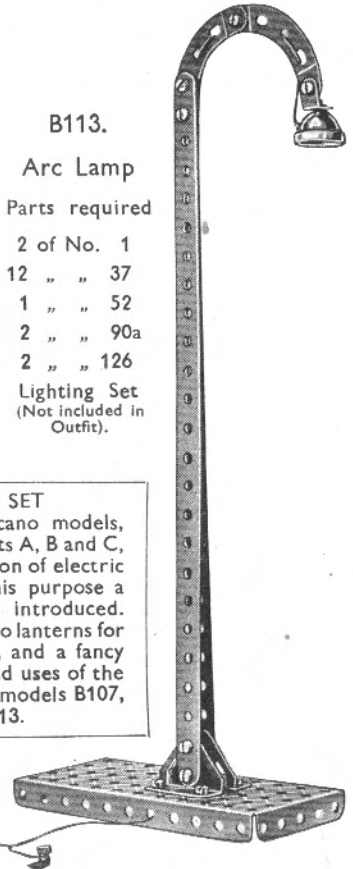 B113.
Arc Lamp
Parts required
2 of No. 1
12 „ „ 37
1 „ „ 52
2 „ „ 90a
2 „ „ 126
Lighting Set
(Not included in
Outfit).
SET
cano models,
ts A, B and C,
on of electric
his purpose a
introduced.
o lanterns for
, and a fancy
d uses of the
models B107,
13.